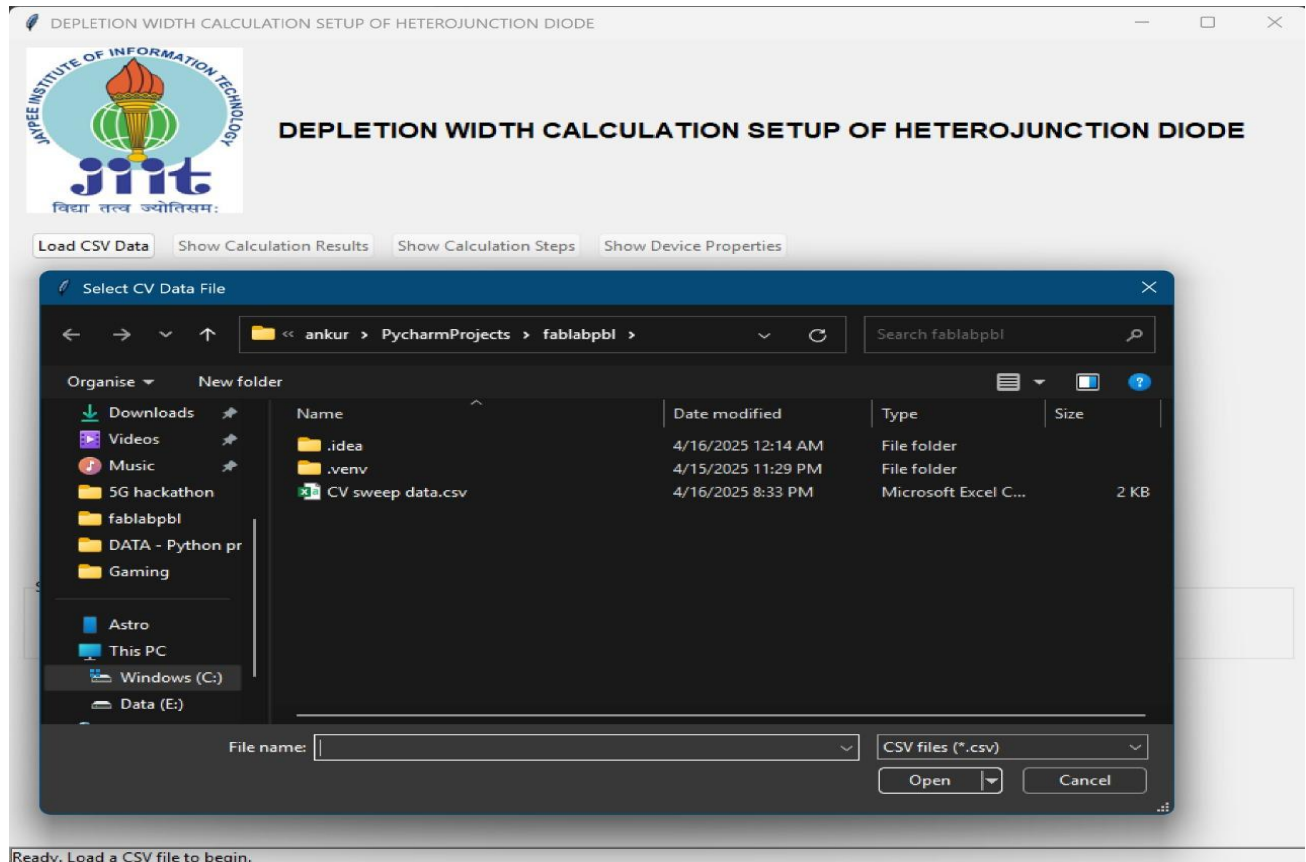 DEPLETION WIDTH CALCULATION SETUP OF HETEROJUNCTION DIODE
JAYPEE INSTITUTE OF INFORMATION TECHNOLOGY
jiit
विद्या तत्व ज्योतिसमः
DEPLETION WIDTH CALCULATION SETUP OF HETEROJUNCTION DIODE
Load CSV Data Show Calculation Results Show Calculation Steps Show Device Properties
Select CV Data File
« ankur > PycharmProjects > fablabpbl > Search fablabpbl
Organise New folder
Name Date modified Type Size
Downloads
Videos
Music
5G hackathon
fablabpbl
DATA - Python pr
Gaming
Astro
This PC
Windows (C:)
Data (E:)
.idea 4/16/2025 12:14 AM File folder
.venv 4/15/2025 11:29 PM File folder
CV sweep data.csv 4/16/2025 8:33 PM Microsoft Excel C... 2 KB
File name: CSV files (*.csv)
Open Cancel
Ready. Load a CSV file to begin.